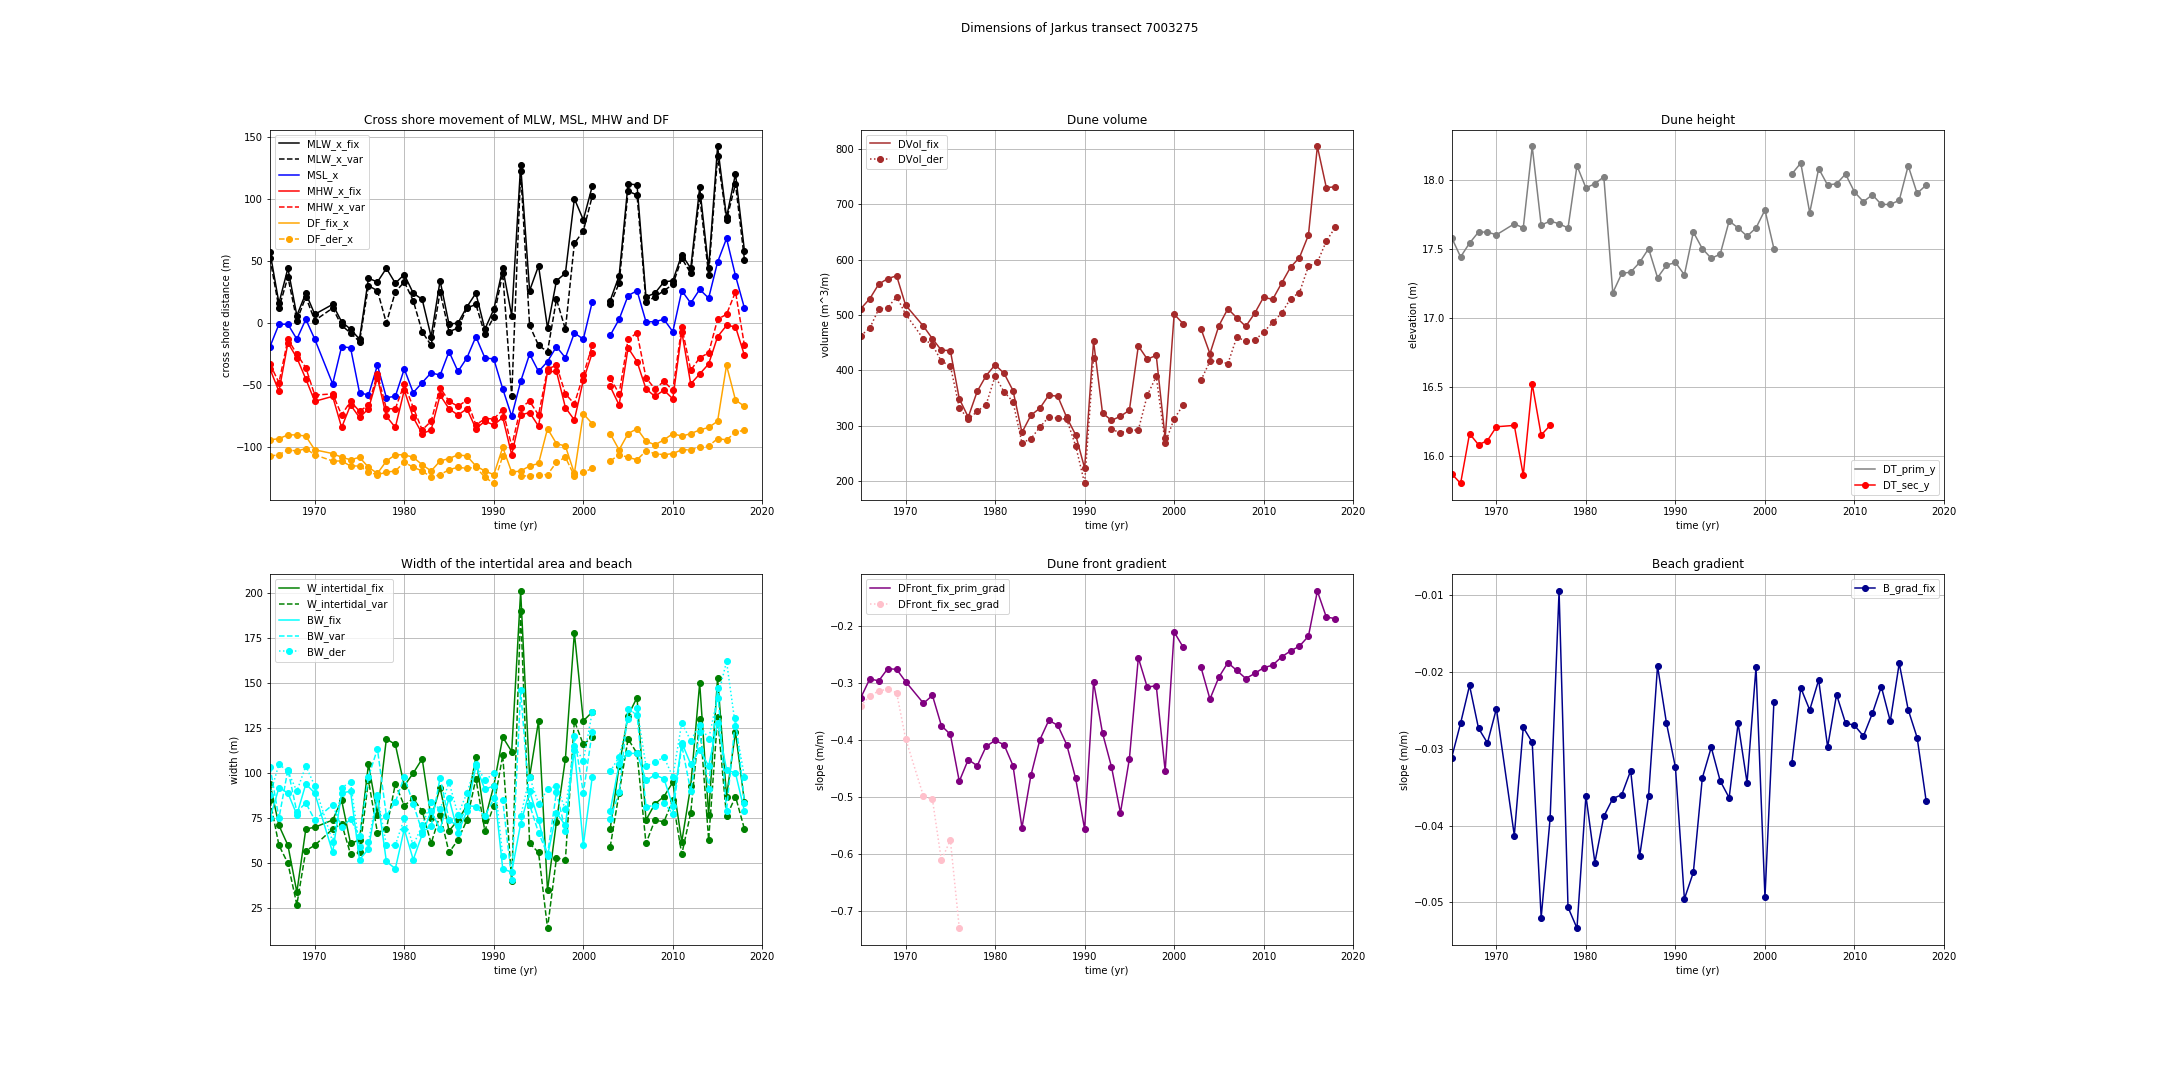 Dimensions of Jarkus transect 7003275
Cross shore movement of MLW, MSL, MHW and DF
150
100
50
0
−50
−100
cross shore distance (m)
MLW_x_fix
MLW_x_var
MSL_x
MHW_x_fix
MHW_x_var
DF_fix_x
DF_der_x
1970 1980 1990 2000 2010 2020
time (yr)
Dune volume
800
700
600
500
400
300
200
volume (m^3/m)
DVol_fix
DVol_der
1970 1980 1990 2000 2010 2020
time (yr)
Dune height
18.0
17.5
17.0
16.5
16.0
elevation (m)
DT_prim_y
DT_sec_y
1970 1980 1990 2000 2010 2020
time (yr)
Width of the intertidal area and beach
200
175
150
125
100
75
50
25
width (m)
W_intertidal_fix
W_intertidal_var
BW_fix
BW_var
BW_der
1970 1980 1990 2000 2010 2020
time (yr)
Dune front gradient
−0.2
−0.3
−0.4
−0.5
−0.6
−0.7
slope (m/m)
DFront_fix_prim_grad
DFront_fix_sec_grad
1970 1980 1990 2000 2010 2020
time (yr)
Beach gradient
−0.01
−0.02
−0.03
−0.04
−0.05
slope (m/m)
B_grad_fix
1970 1980 1990 2000 2010 2020
time (yr)